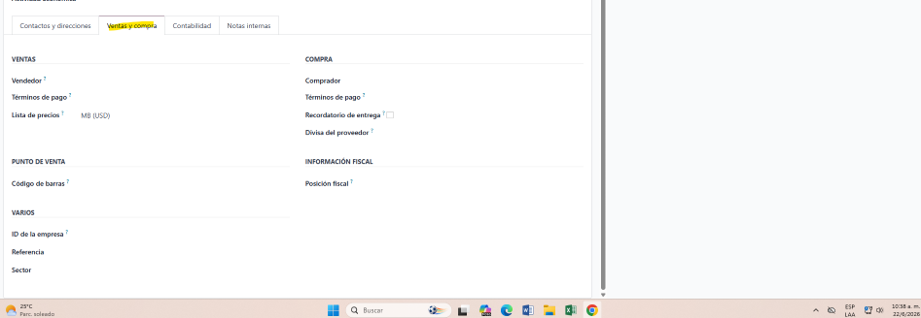 Contactos y direcciones Ventas y compra Contabilidad Notas internas
VENTAS
Vendedor ?
Términos de pago ?
Lista de precios ? MB (USD)
COMPRA
Comprador
Términos de pago ?
Recordatorio de entrega ?
Divisa del proveedor ?
PUNTO DE VENTA
Código de barras ?
INFORMACIÓN FISCAL
Posición fiscal ?
VARIOS
ID de la empresa ?
Referencia
Sector
25°C
Parc. soleado
Buscar
ESP
LAA
10:38 a. m.
22/6/2026